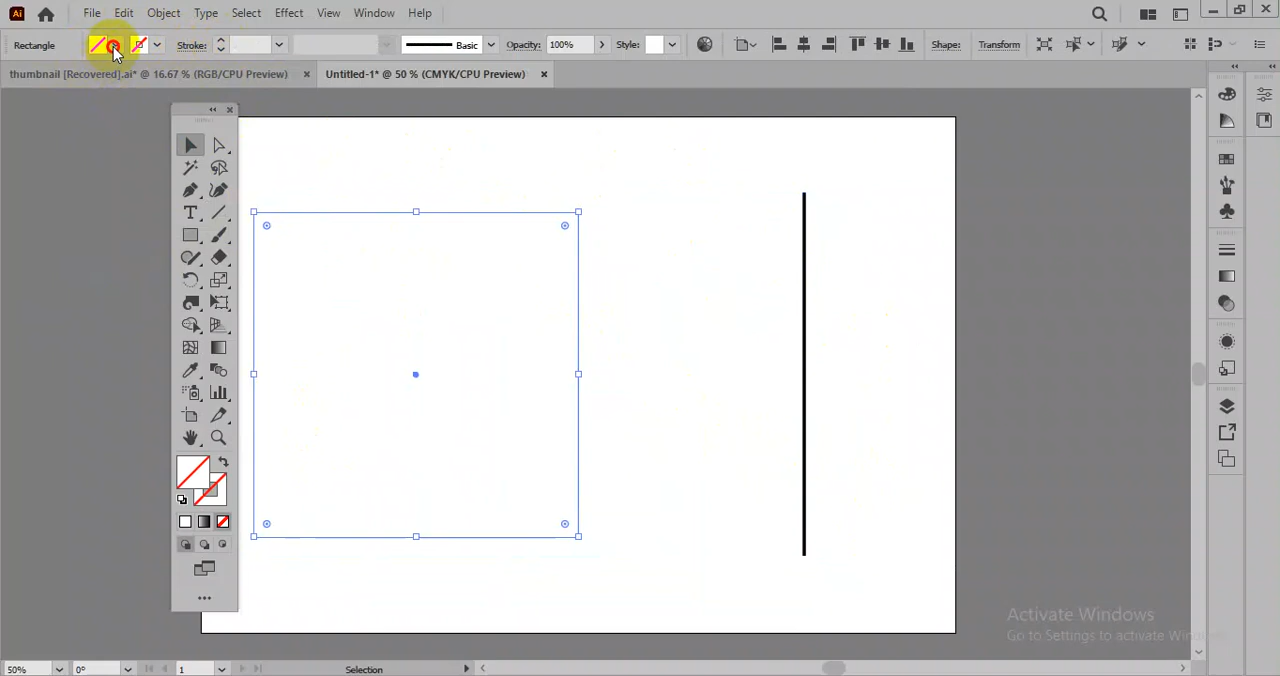 Ai File Edit Object Type Select Effect View Window Help
Rectangle Stroke: Basic Opacity: 100% Style: Shape: Transform
thumbnail [Recovered].ai* @ 16.67 % (RGB/CPU Preview) × Untitled-1* @ 50 % (CMYK/CPU Preview) ×
Activate Windows
Go to Settings to activate
50% 0° 1 Selection